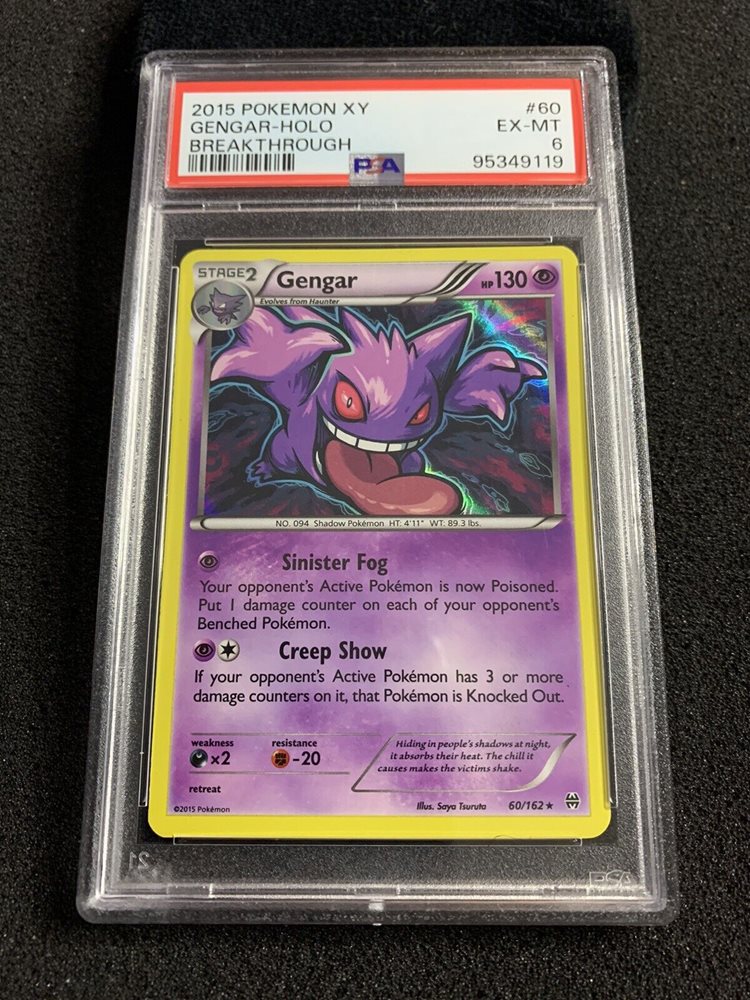 2015 POKEMON XY #60
GENGAR-HOLO EX-MT
BREAKTHROUGH 6
PSA 95349119
STAGE2 Gengar HP130
Evolves from Haunter
NO. 094 Shadow Pokémon HT: 4'11" WT: 89.3 lbs.
Sinister Fog
Your opponent's Active Pokémon is now Poisoned.
Put 1 damage counter on each of your opponent's
Benched Pokémon.
Creep Show
If your opponent's Active Pokémon has 3 or more
damage counters on it, that Pokémon is Knocked Out.
weakness resistance
×2 -20
retreat
Hiding in people's shadows at night,
it absorbs their heat. The chill it
causes makes the victims shake.
©2015 Pokémon Illus. Saya Tsuruta 60/162 ★
PSA